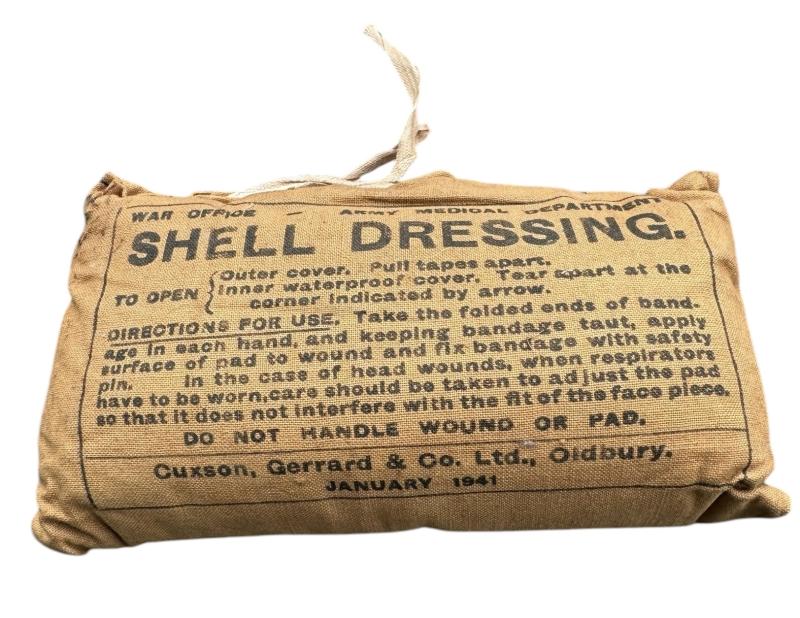 WAR OFFICE – ARMY MEDICAL DEPARTMENT
SHELL DRESSING.
TO OPEN { Outer cover. Pull tapes apart.
Inner waterproof cover. Tear apart at the
corner indicated by arrow.
DIRECTIONS FOR USE. Take the folded ends of band-
age in each hand, and keeping bandage taut, apply
surface of pad to wound and fix bandage with safety
pin. In the case of head wounds, when respirators
have to be worn, care should be taken to adjust the pad
so that it does not interfere with the fit of the face piece.
DO NOT HANDLE WOUND OR PAD.
Cuxson, Gerrard & Co. Ltd., Oldbury.
JANUARY 1941